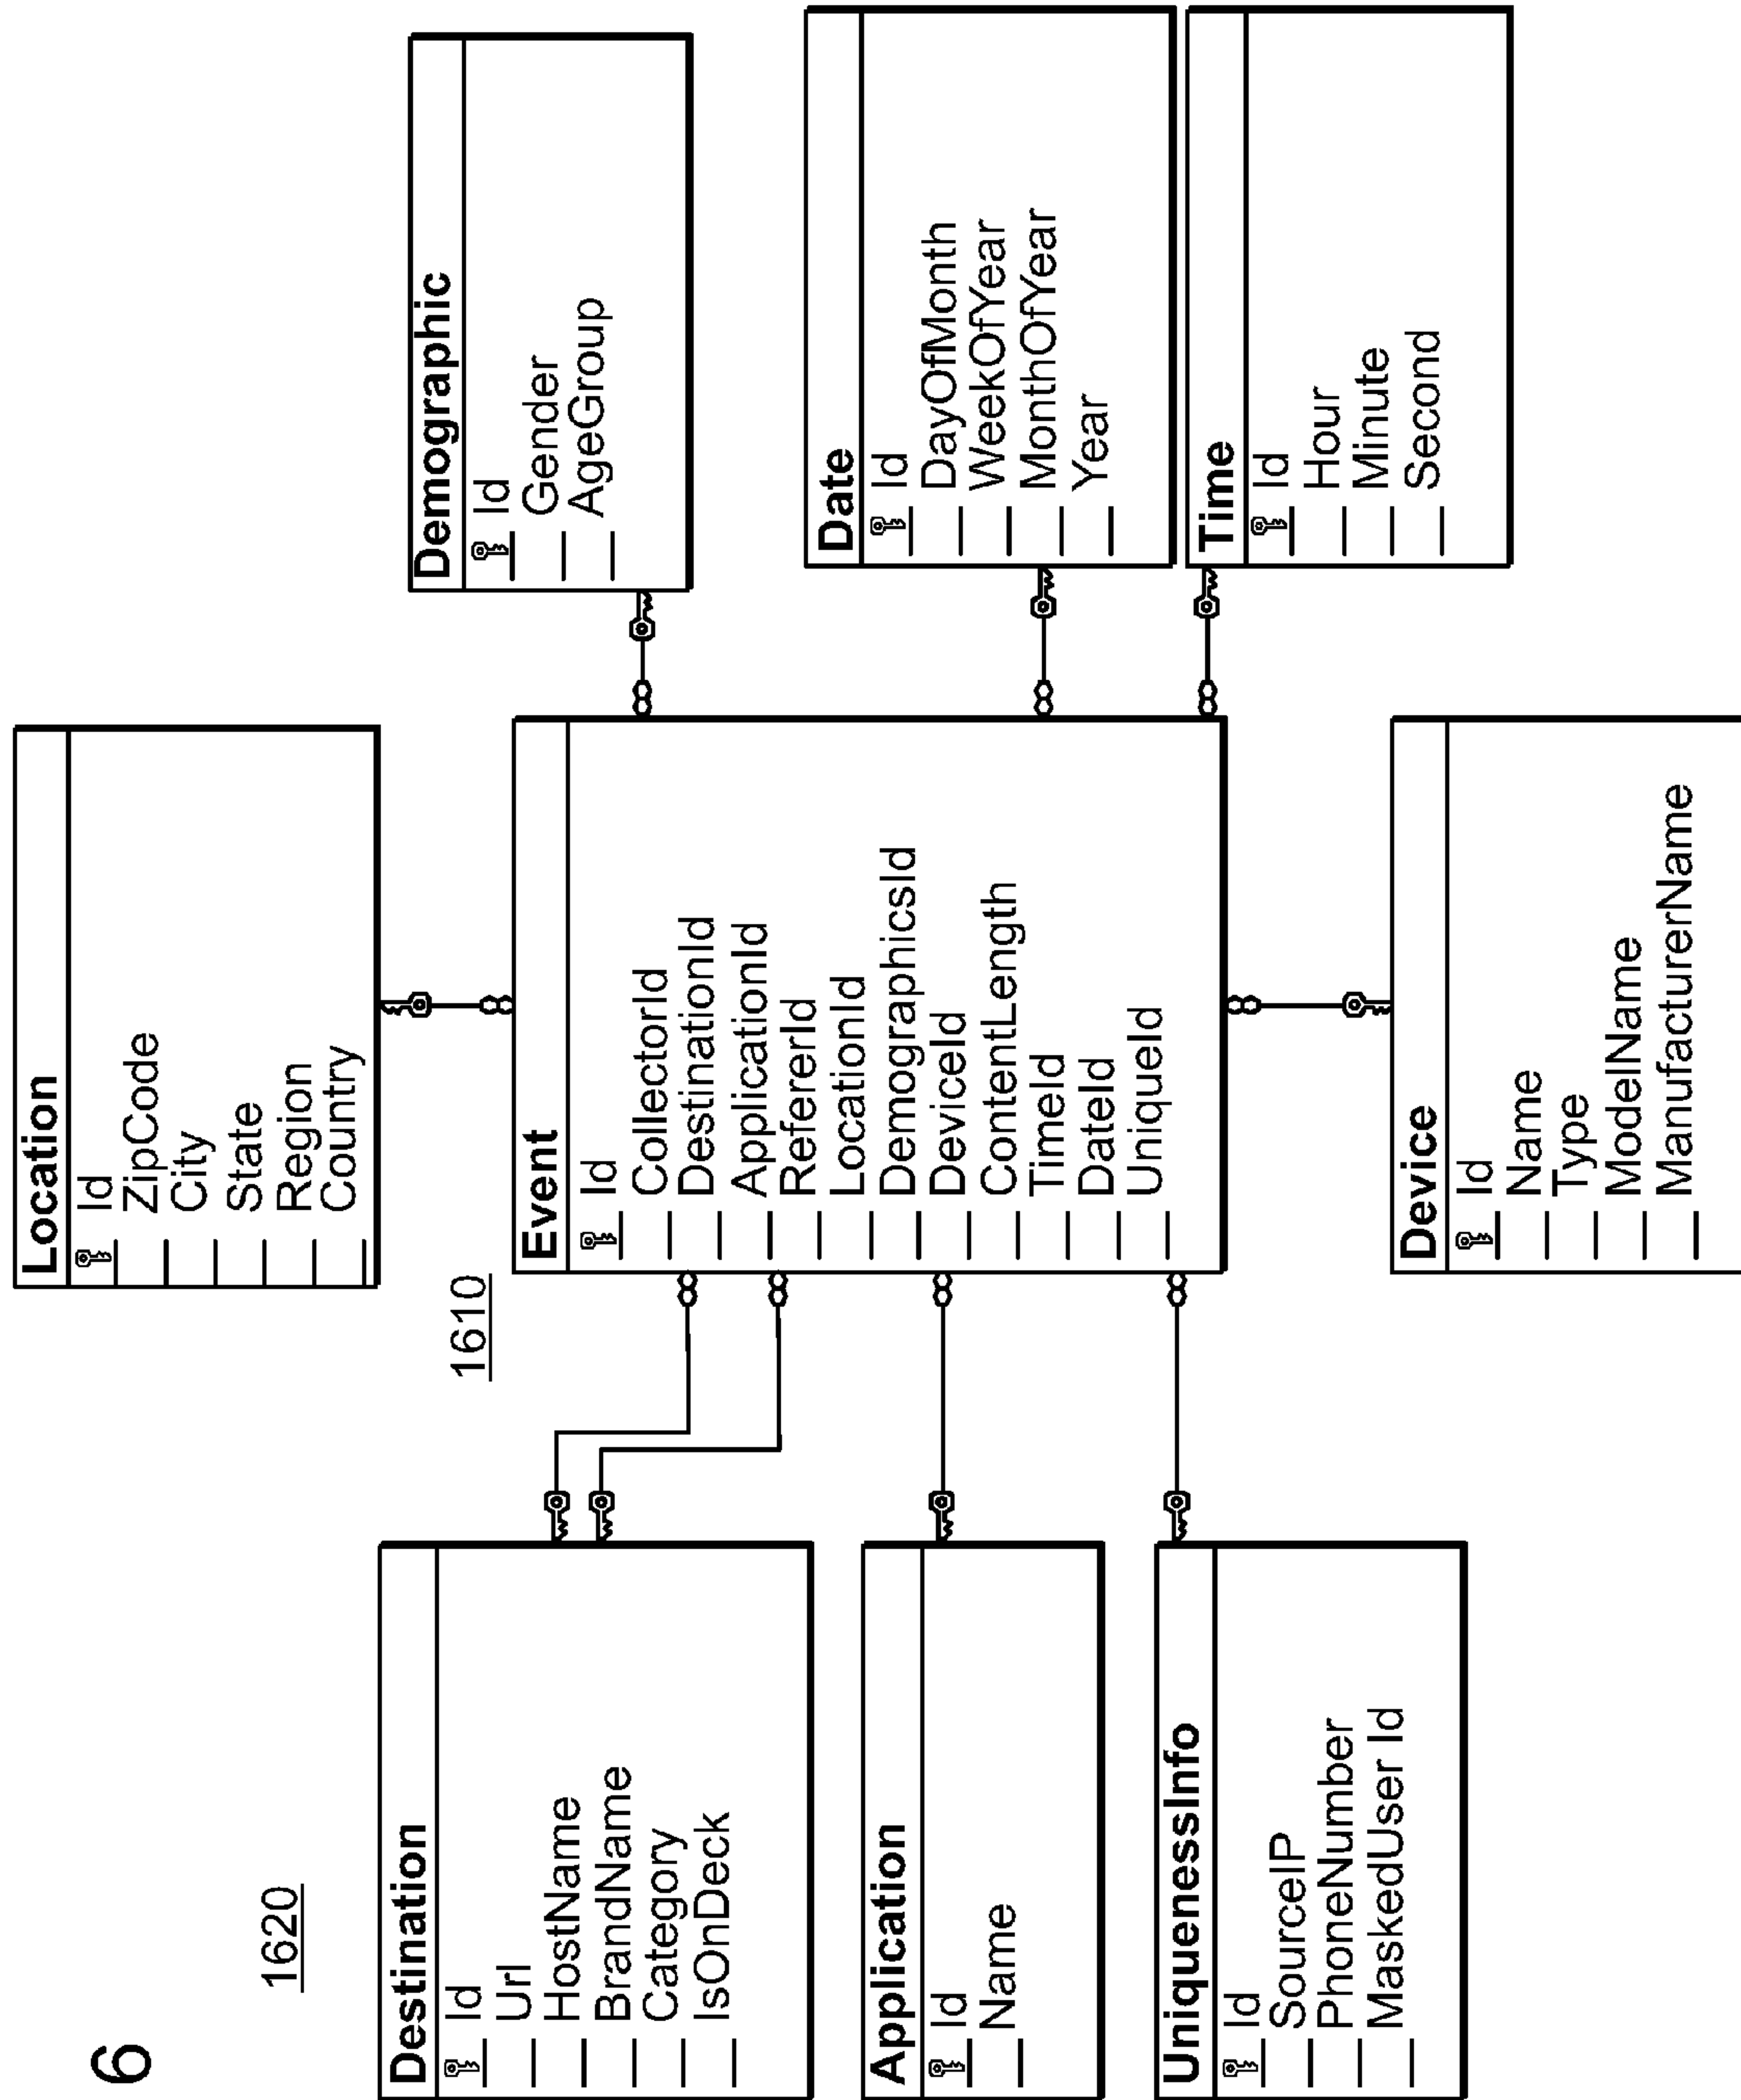 6
1620
Destination
Id
Url
HostName
BrandName
Category
IsOnDeck
Application
Id
Name
UniquenessInfo
Id
SourceIP
PhoneNumber
MaskedUser Id
Location
Id
ZipCode
City
State
Region
Country
1610
Event
Id
CollectorId
DestinationId
ApplicationId
RefererId
LocationId
DemographicsId
DeviceId
ContentLength
TimeId
DateId
UniqueId
Device
Id
Name
Type
ModelName
ManufacturerName
Demographic
Id
Gender
AgeGroup
Date
Id
DayOfMonth
WeekOfYear
MonthOfYear
Year
Time
Id
Hour
Minute
Second